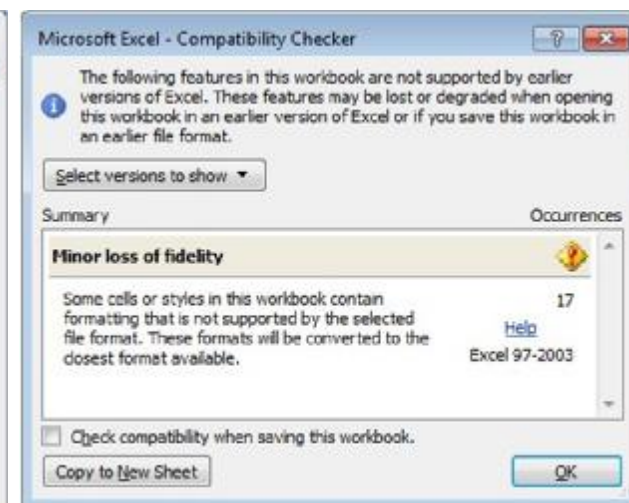 Microsoft Excel - Compatibility Checker
The following features in this workbook are not supported by earlier
versions of Excel. These features may be lost or degraded when opening
this workbook in an earlier version of Excel or if you save this workbook in
an earlier file format.
Select versions to show
Summary Occurrences
Minor loss of fidelity
Some cells or styles in this workbook contain 17
formatting that is not supported by the selected Help
file format. These formats will be converted to the Excel 97-2003
closest format available.
Check compatibility when saving this workbook.
Copy to New Sheet OK